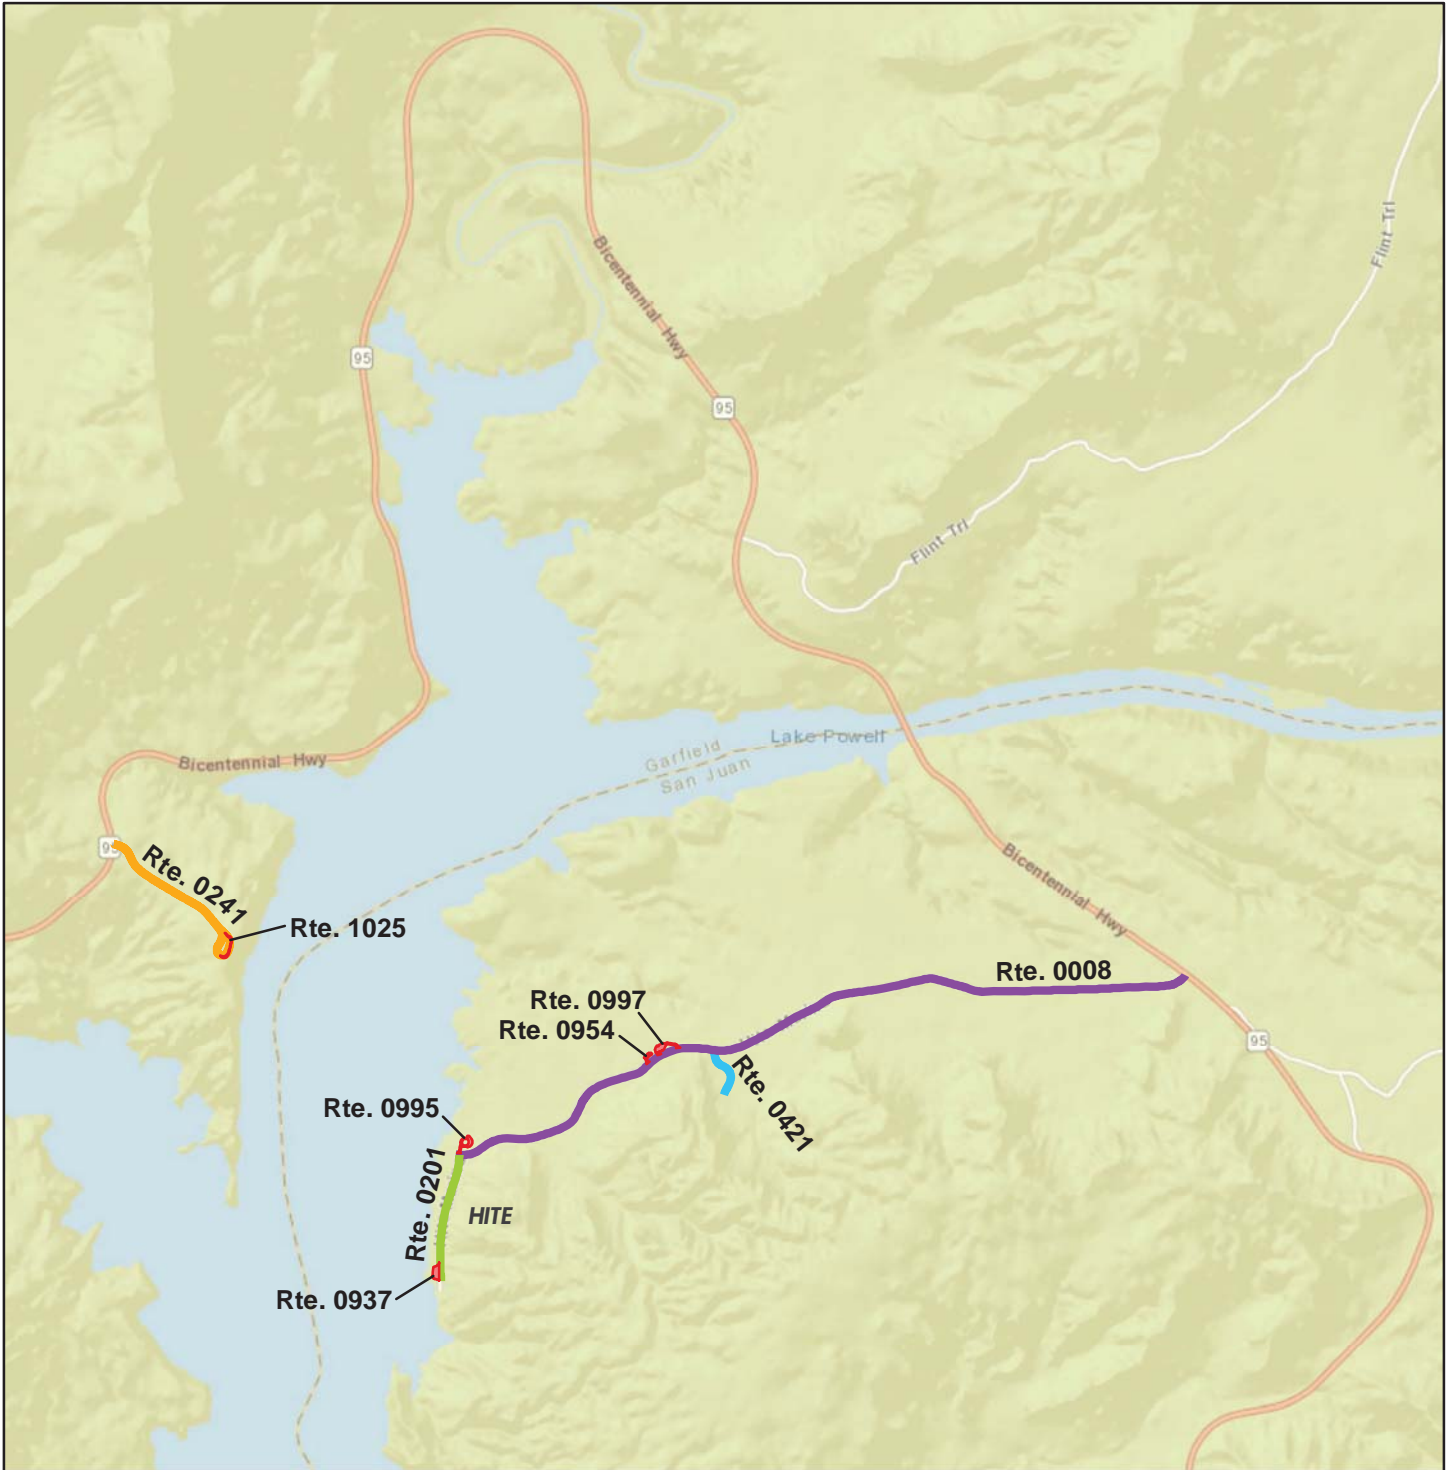 Flint Trl
Bicentennial Hwy
95
95
Flint Trl
Lake Powell
Garfield
San Juan
Bicentennial Hwy
Rte. 0241
Rte. 1025
Bicentennial Hwy
Rte. 0008
Rte. 0997
Rte. 0954
95
Rte. 0421
Rte. 0995
Rte. 0201
HITE
Rte. 0937